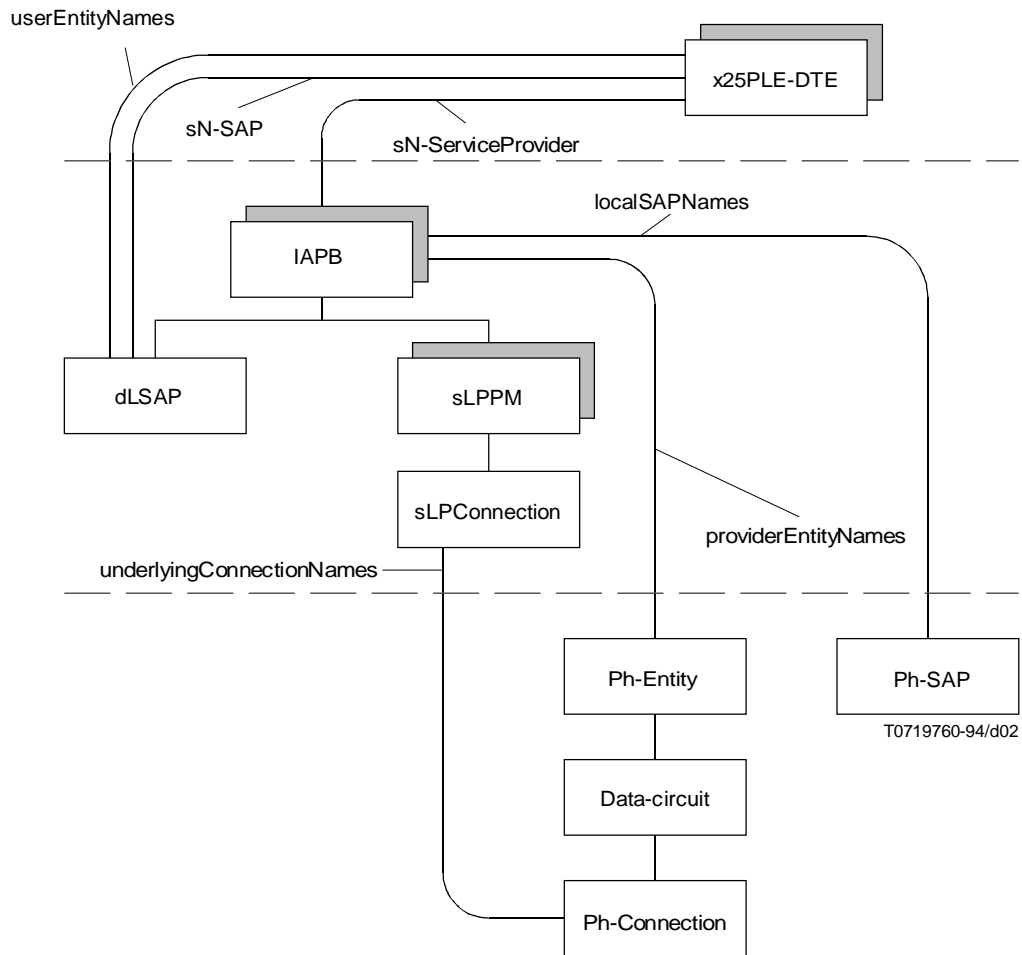 userEntityNames
x25PLE-DTE
sN-SAP
sN-ServiceProvider
localSAPNames
IAPB
dLSAP
sLPPM
sLPConnection
providerEntityNames
underlyingConnectionNames
Ph-Entity
Ph-SAP
T0719760-94/d02
Data-circuit
Ph-Connection